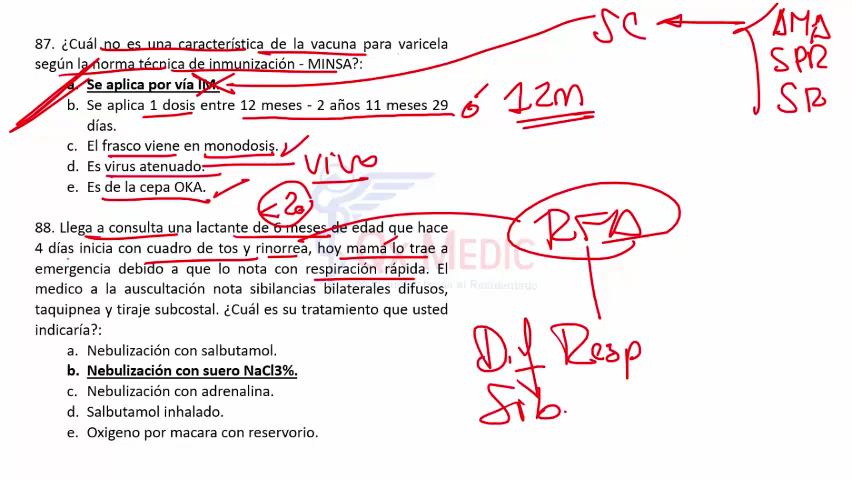 87. ¿Cuál no es una característica de la vacuna para varicela
según la norma técnica de inmunización - MINSA?:
a. Se aplica por vía IM.
b. Se aplica 1 dosis entre 12 meses - 2 años 11 meses 29
días.
c. El frasco viene en monodosis.
d. Es virus atenuado.
e. Es de la cepa OKA.
SC
AMA
SPR
SR
ó 12m
vivo
< 2a
88. Llega a consulta una lactante de 6 meses de edad que hace
4 días inicia con cuadro de tos y rinorrea, hoy mamá lo trae a
emergencia debido a que lo nota con respiración rápida. El
medico a la auscultación nota sibilancias bilaterales difusos,
taquipnea y tiraje subcostal. ¿Cuál es su tratamiento que usted
indicaría?:
a. Nebulización con salbutamol.
b. Nebulización con suero NaCl3%.
c. Nebulización con adrenalina.
d. Salbutamol inhalado.
e. Oxigeno por macara con reservorio.
RFA
Dif Resp
Sib.
MEDIC